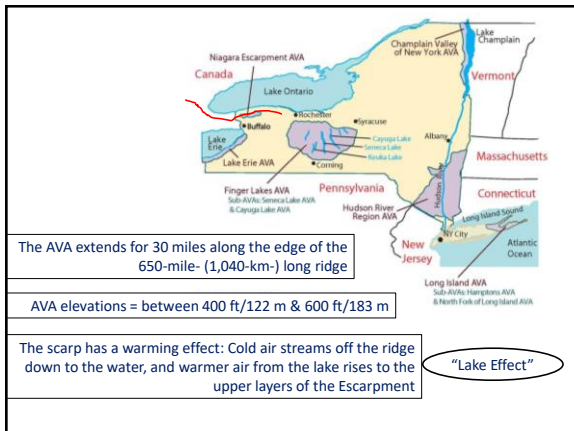 Champlain Valley
of New York AVA
Lake
Champlain
Niagara Escarpment AVA
Canada
Vermont
Lake Ontario
Rochester
Syracuse
Buffalo
Albany
Lake
Erie
Cayuga Lake
Seneca Lake
Keuka Lake
Massachusetts
Lake Erie AVA
Corning
Finger Lakes AVA
Sub-AVAs: Seneca Lake AVA
& Cayuga Lake AVA
Pennsylvania
Hudson River
Connecticut
Hudson River
Region AVA
Long Island Sound
NY City
New
Jersey
Atlantic
Ocean
Long Island AVA
Sub-AVAs: Hamptons AVA
& North Fork of Long Island AVA
The AVA extends for 30 miles along the edge of the
650-mile- (1,040-km-) long ridge
AVA elevations = between 400 ft/122 m & 600 ft/183 m
The scarp has a warming effect: Cold air streams off the ridge
down to the water, and warmer air from the lake rises to the
upper layers of the Escarpment
"Lake Effect"